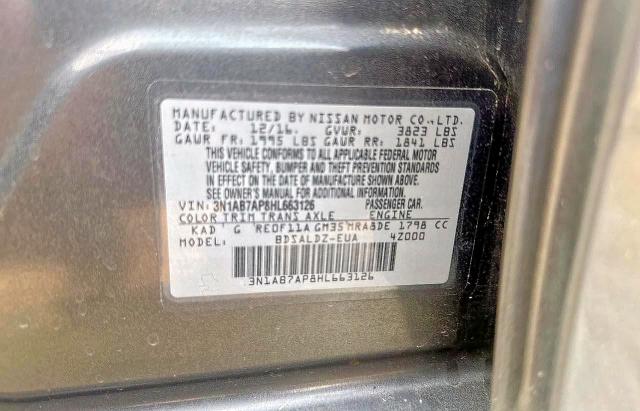 MANUFACTURED BY NISSAN MOTOR CO.,LTD.
DATE: 12/16. GVWR: 3823 LBS
GAWR FR: 1995 LBS GAWR RR: 1841 LBS
THIS VEHICLE CONFORMS TO ALL APPLICABLE FEDERAL MOTOR
VEHICLE SAFETY, BUMPER AND THEFT PREVENTION STANDARDS
IN EFFECT ON THE DATE OF MANUFACTURE SHOWN ABOVE.
SEE OWNER'S MANUAL FOR ADDITIONAL INFORMATION.
VIN: 3N1AB7AP8HL663126 PASSENGER CAR.
COLOR TRIM TRANS AXLE ENGINE
KAD G RE0F11A GM35 MRA8DE 1798 CC
MODEL: BDSALDZ-EUA 4Z000
3N1AB7AP8HL663126